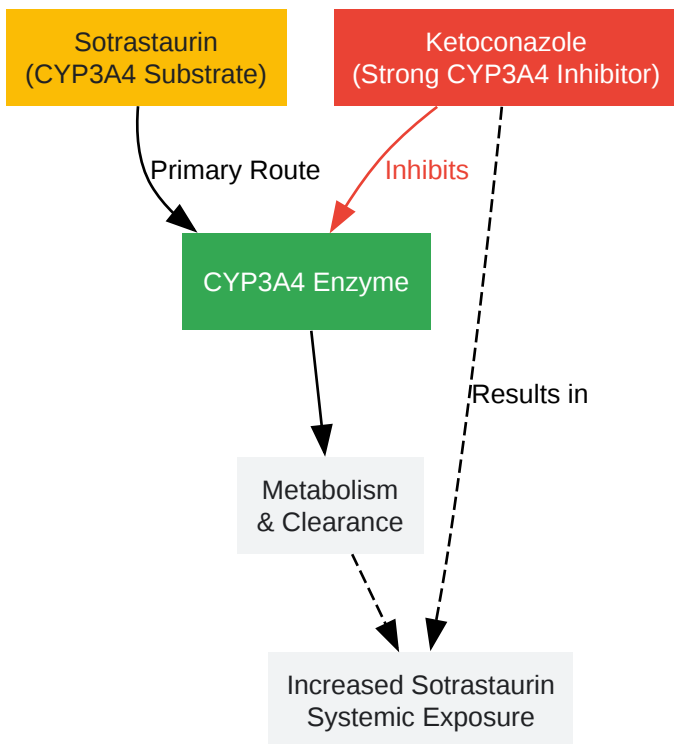 Sotrastaurin
(CYP3A4 Substrate)
Ketoconazole
(Strong CYP3A4 Inhibitor)
Primary Route
Inhibits
CYP3A4 Enzyme
Results in
Metabolism
& Clearance
Increased Sotrastaurin
Systemic Exposure